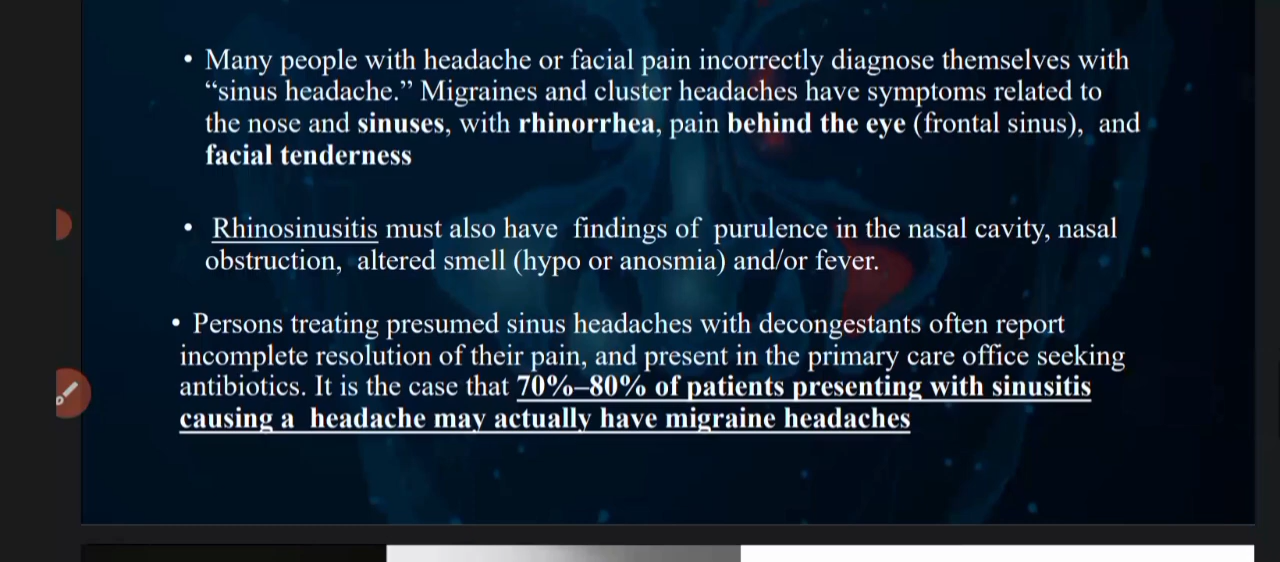 • Many people with headache or facial pain incorrectly diagnose themselves with
“sinus headache.” Migraines and cluster headaches have symptoms related to
the nose and sinuses, with rhinorrhea, pain behind the eye (frontal sinus),  and
facial tenderness
• Rhinosinusitis must also have  findings of  purulence in the nasal cavity, nasal
obstruction,  altered smell (hypo or anosmia) and/or fever.
• Persons treating presumed sinus headaches with decongestants often report
incomplete resolution of their pain, and present in the primary care office seeking
antibiotics. It is the case that 70%–80% of patients presenting with sinusitis
causing a  headache may actually have migraine headaches